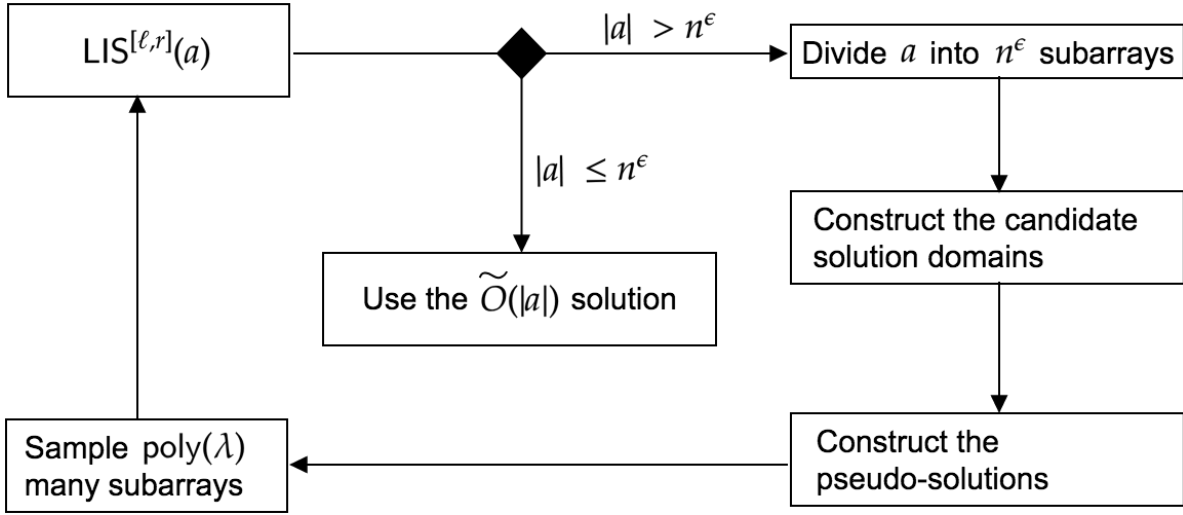 LIS^{[ℓ,r]}(a)
|a| > n^ϵ
Divide a into n^ϵ subarrays
|a| ≤ n^ϵ
Construct the candidate
solution domains
Use the Õ(|a|) solution
Sample poly(λ)
many subarrays
Construct the
pseudo-solutions